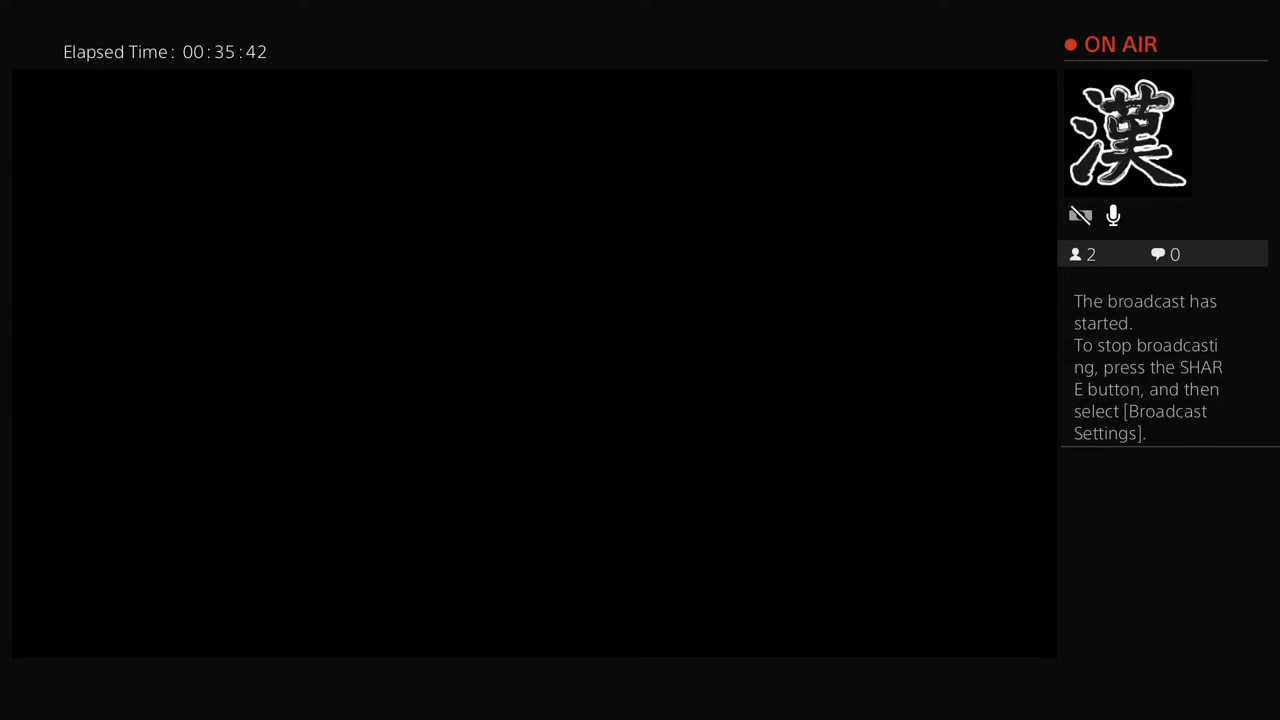 Elapsed Time: 00:35:42
ON AIR
漢
2 0
The broadcast has
started.
To stop broadcasti
ng, press the SHAR
E button, and then
select [Broadcast
Settings].